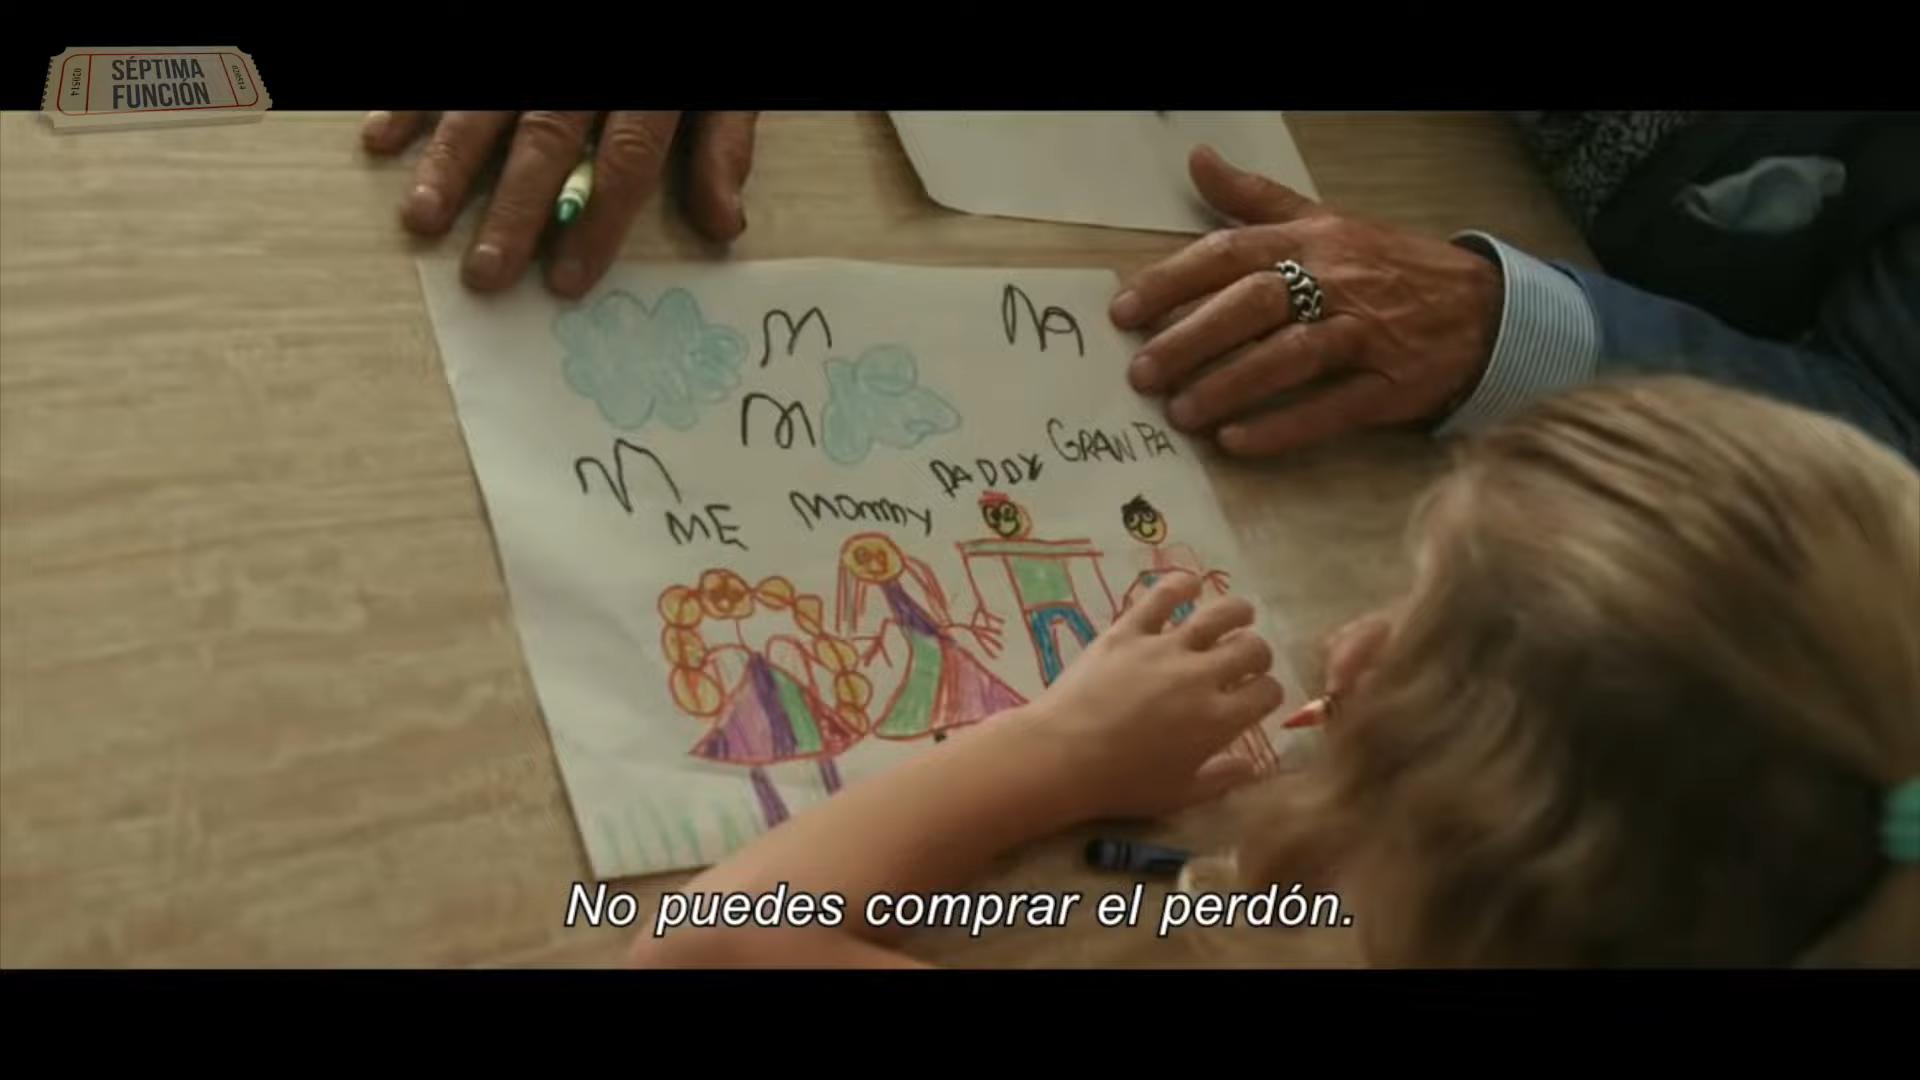 SÉPTIMA
FUNCIÓN
ME
MOMMY
DADDY
GRANPA
No puedes comprar el perdón.